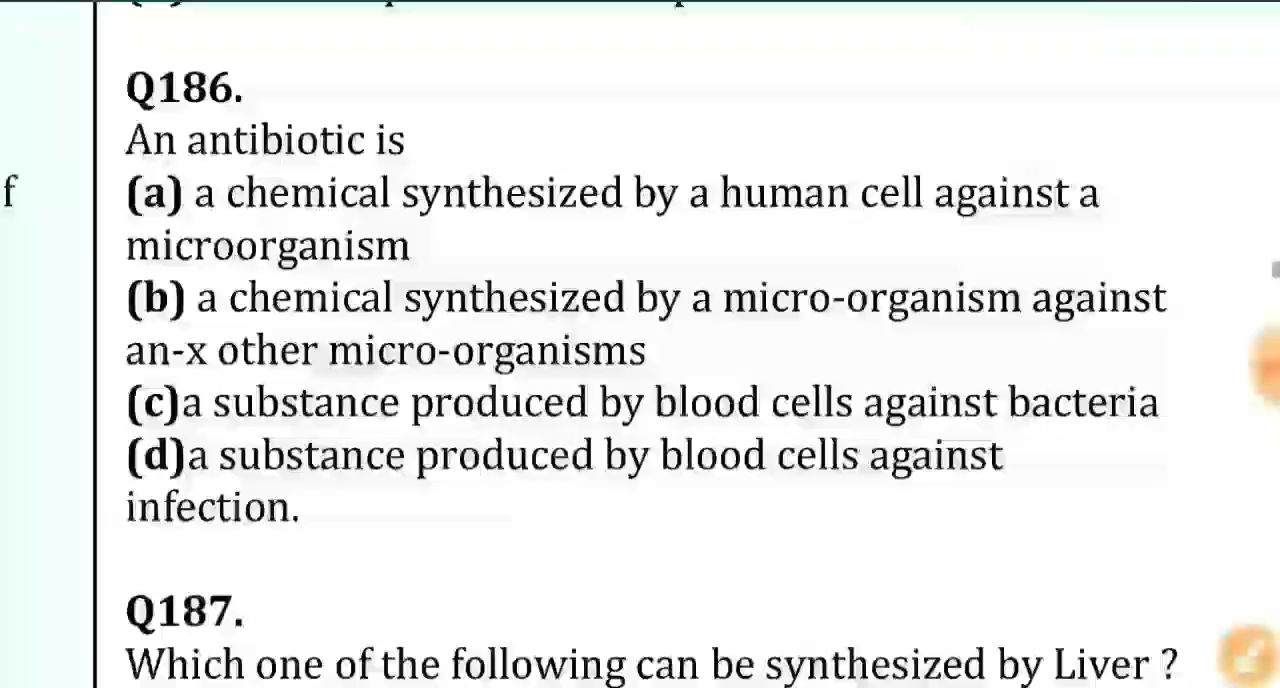 Q186.
An antibiotic is
f
(a) a chemical synthesized by a human cell against a
microorganism
(b) a chemical synthesized by a micro-organism against
an-x other micro-organisms
(c)a substance produced by blood cells against bacteria
(d)a substance produced by blood cells against
infection.
Q187.
Which one of the following can be synthesized by Liver ?